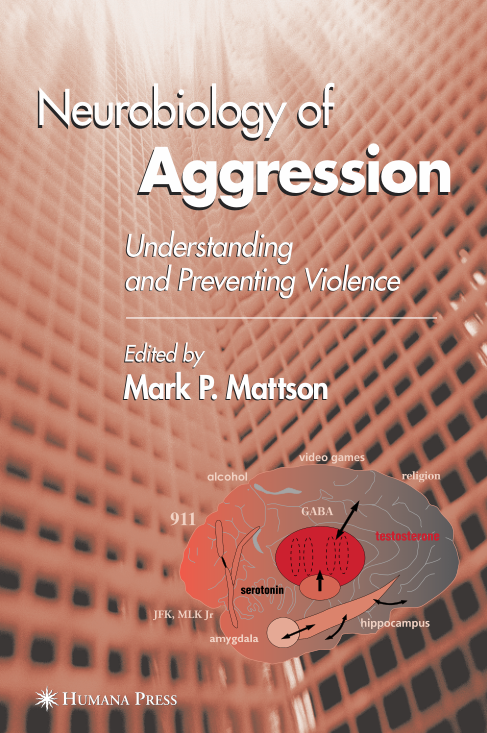 Neurobiology of
Aggression
Understanding
and Preventing Violence
Edited by
Mark P. Mattson
video games
alcohol
religion
911
GABA
testosterone
serotonin
JFK, MLK Jr
hippocampus
amygdala
HUMANA PRESS